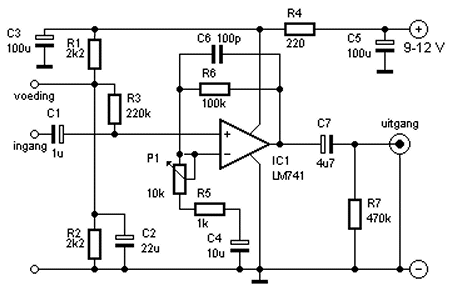 C3
100u
R1
2k2
C6 100p
R6
100k
R4
220
C5
100u
+
9-12 V
voeding
R3
220k
C1
1u
ingang
+
−
IC1
LM741
C7
4u7
uitgang
P1
10k
R5
1k
C4
10u
R7
470k
R2
2k2
C2
22u
−